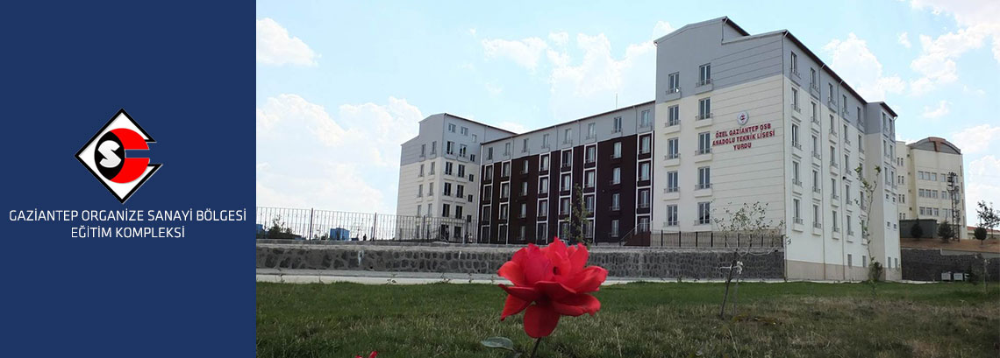 GAZİANTEP ORGANİZE SANAYİ BÖLGESİ
EĞİTİM KOMPLEKSİ
ÖZEL GAZİANTEP OSB
ANADOLU TEKNİK LİSESİ
YURDU